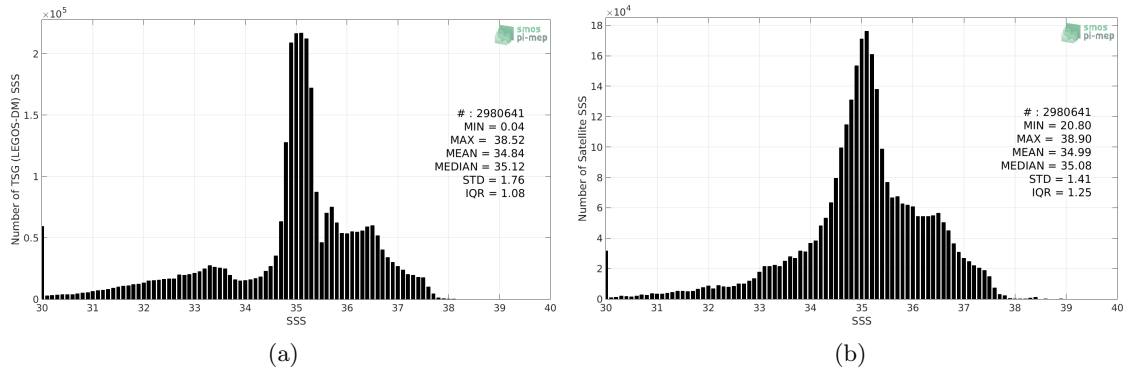 ×10⁵
2
1.5
1
0.5
0
Number of TSG (LEGOS-DM) SSS
smos
pi-mep
# : 2980641
MIN = 0.04
MAX = 38.52
MEAN = 34.84
MEDIAN = 35.12
STD = 1.76
IQR = 1.08
30 31 32 33 34 35 36 37 38 39 40
SSS
(a)
×10⁴
18
16
14
12
10
8
6
4
2
0
Number of Satellite SSS
smos
pi-mep
# : 2980641
MIN = 20.80
MAX = 38.90
MEAN = 34.99
MEDIAN = 35.08
STD = 1.41
IQR = 1.25
30 31 32 33 34 35 36 37 38 39 40
SSS
(b)